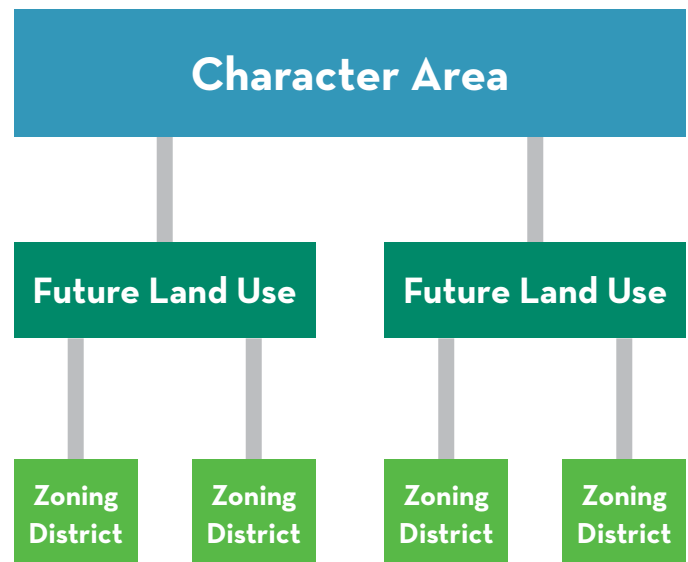 Character Area
Future Land Use
Future Land Use
Zoning
District
Zoning
District
Zoning
District
Zoning
District